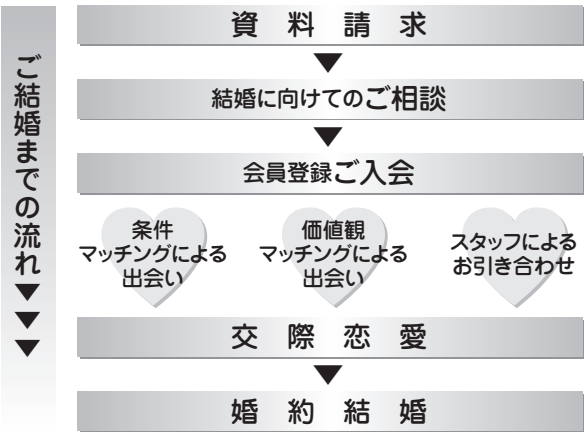 ご結婚までの流れ▼▼▼
資料請求
▼
結婚に向けてのご相談
▼
会員登録ご入会
条件
マッチングによる
出会い
価値観
マッチングによる
出会い
スタッフによる
お引き合わせ
交際恋愛
▼
婚約結婚